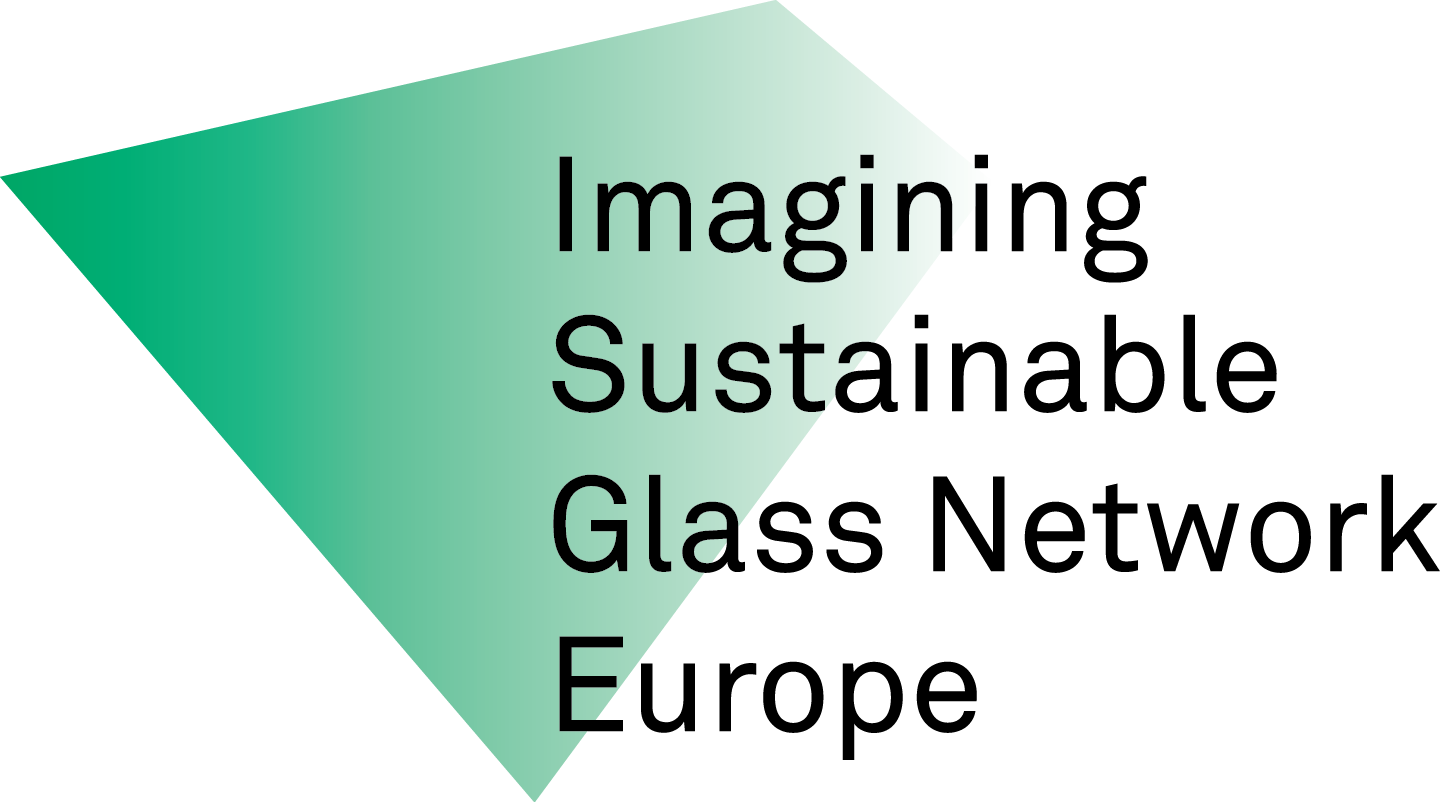 Imagining
Sustainable
Glass Network
Europe